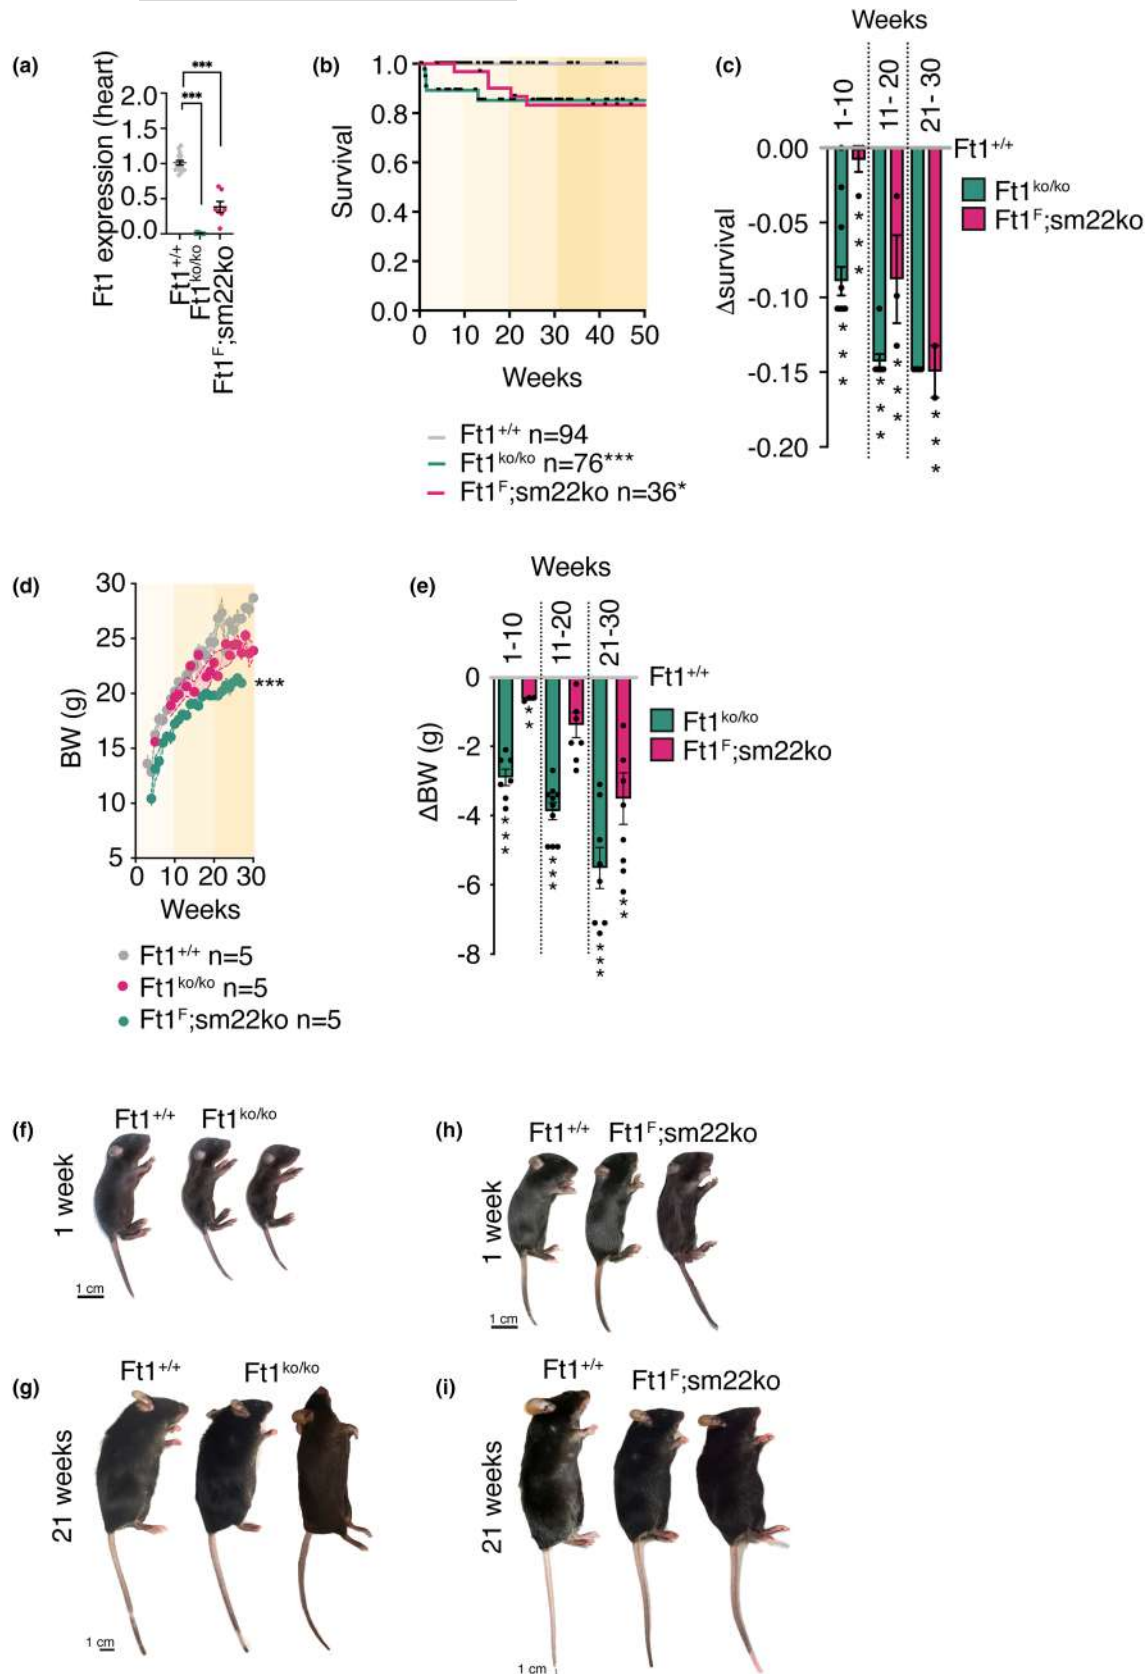 (a)
Ft1 expression (heart)
***
***
2.0
1.5
1.0
0.5
0.0
Ft1+/+
Ft1ko/ko
Ft1F;sm22ko
(b)
Survival
1.0
0.8
0.6
0.4
0.2
0.0
0 10 20 30 40 50
Weeks
Ft1+/+ n=94
Ft1ko/ko n=76***
Ft1F;sm22ko n=36*
(c)
Weeks
1-10
11- 20
21- 30
Δsurvival
0.00
-0.05
-0.10
-0.15
-0.20
***
***
***
***
***
Ft1+/+
Ft1ko/ko
Ft1F;sm22ko
(d)
BW (g)
30
25
20
15
10
5
***
0 10 20 30
Weeks
Ft1+/+ n=5
Ft1ko/ko n=5
Ft1F;sm22ko n=5
(e)
Weeks
1-10
11-20
21-30
ΔBW (g)
0
-2
-4
-6
-8
***
**
***
***
**
Ft1+/+
Ft1ko/ko
Ft1F;sm22ko
(f)
Ft1+/+ Ft1ko/ko
1 week
1 cm
(h)
Ft1+/+ Ft1F;sm22ko
1 week
1 cm
(g)
Ft1+/+ Ft1ko/ko
21 weeks
1 cm
(i)
Ft1+/+ Ft1F;sm22ko
21 weeks
1 cm